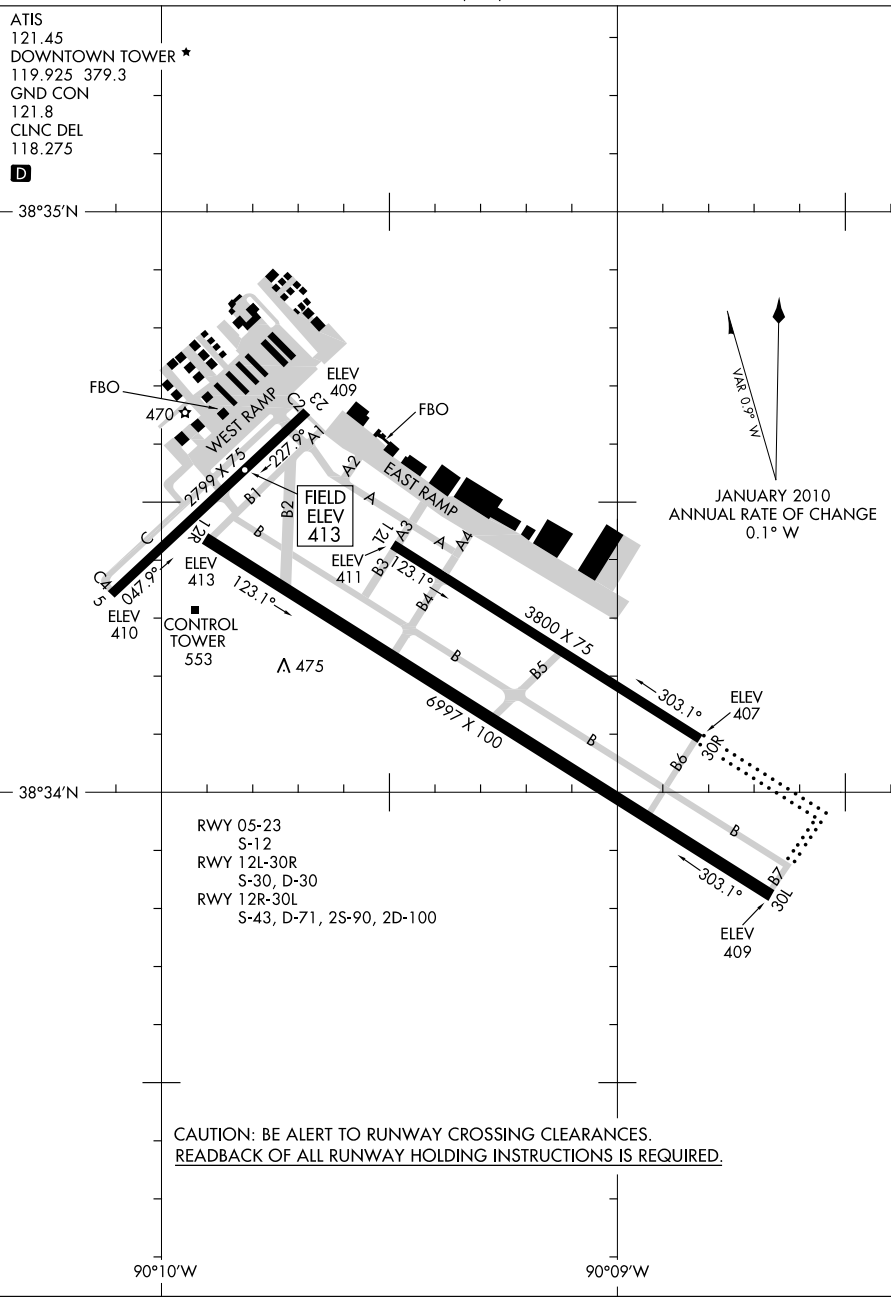 ATIS
121.45
DOWNTOWN TOWER ★
119.925 379.3
GND CON
121.8
CLNC DEL
118.275
D
38°35'N
FBO
470
WEST RAMP
ELEV
409
C2
23
FBO
A1
2799 X 75
227.9°
A2
EAST RAMP
VAR 0.9° W
JANUARY 2010
ANNUAL RATE OF CHANGE
0.1° W
B1
FIELD
ELEV
413
A
B2
B
C
12R
12L
A3
A
A4
ELEV
411
B3
123.1°
C4
5
047.9°
ELEV
413
123.1°
B4
ELEV
410
CONTROL
TOWER
553
475
3800 X 75
B
B5
303.1°
ELEV
407
6997 X 100
B
B6
30R
38°34'N
B
RWY 05-23
S-12
RWY 12L-30R
S-30, D-30
RWY 12R-30L
S-43, D-71, 2S-90, 2D-100
303.1°
B7
30L
ELEV
409
CAUTION: BE ALERT TO RUNWAY CROSSING CLEARANCES.
READBACK OF ALL RUNWAY HOLDING INSTRUCTIONS IS REQUIRED.
90°10'W
90°09'W